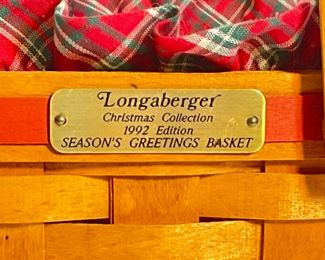 Longaberger
Christmas Collection
1992 Edition
SEASON'S GREETINGS BASKET